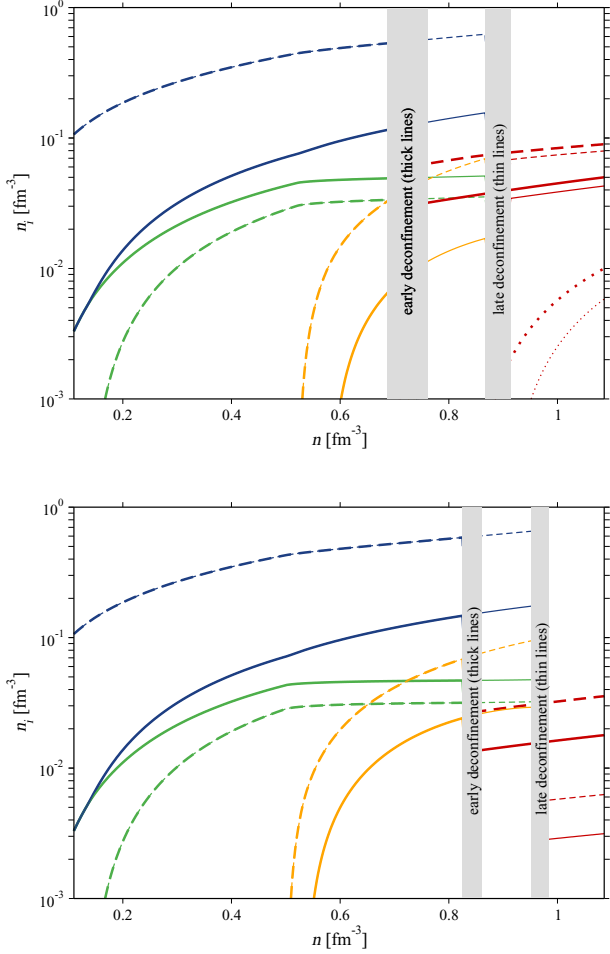 10^0
10^-1
10^-2
10^-3
n_i [fm^-3]
early deconfinement (thick lines)
late deconfinement (thin lines)
0.2 0.4 0.6 0.8 1
n [fm^-3]
10^0
10^-1
10^-2
10^-3
n_i [fm^-3]
early deconfinement (thick lines)
late deconfinement (thin lines)
0.2 0.4 0.6 0.8 1
n [fm^-3]